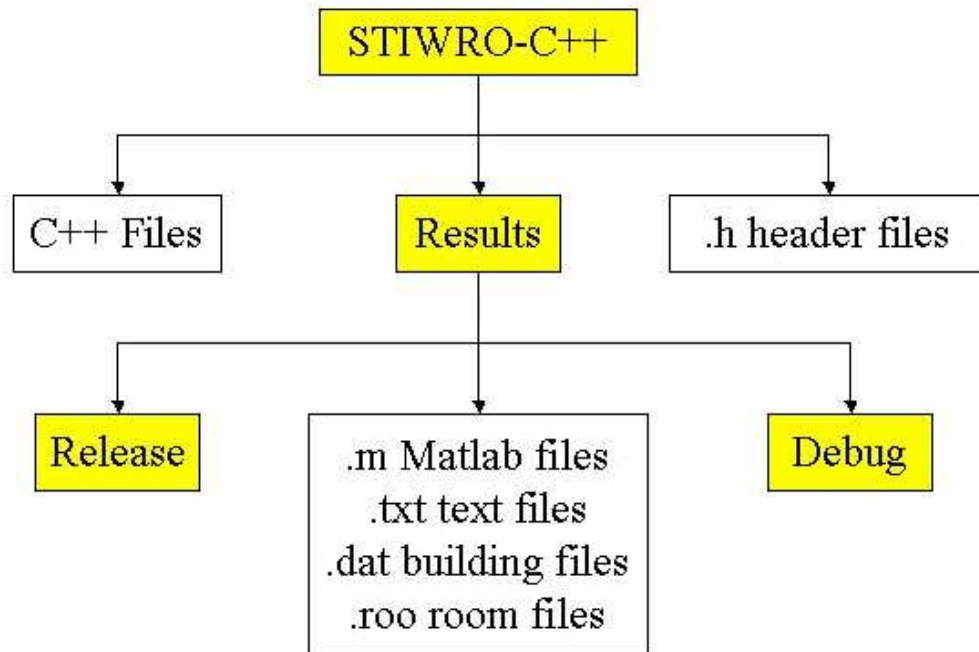 STIWRO-C++
C++ Files
Results
.h header files
Release
.m Matlab files
.txt text files
.dat building files
.roo room files
Debug